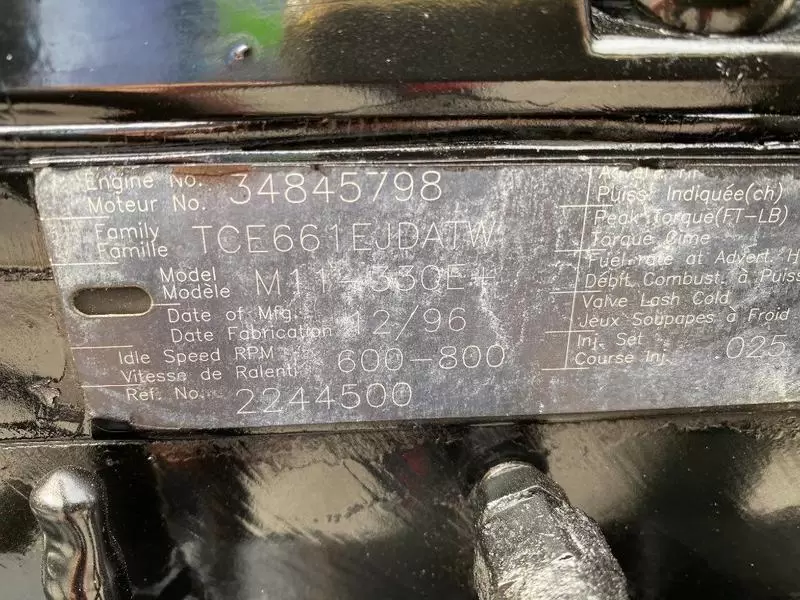 Engine No. 34845798
Moteur No.
Family TCE661EJDATW
Famille
Model M11-330E+
Modèle
Date of Mfg. 12/96
Date Fabrication
Idle Speed RPM 600-800
Vitesse de Ralenti
Ref. No. 2244500
Puiss. Indiquée(ch)
Peak Torque(FT-LB)
Torque
Fuel rate at Advert. H
Débit Combust. à Puiss
Valve Lash Cold
Jeux Soupapes à Froid
Inj. Set .025
Course Inj.